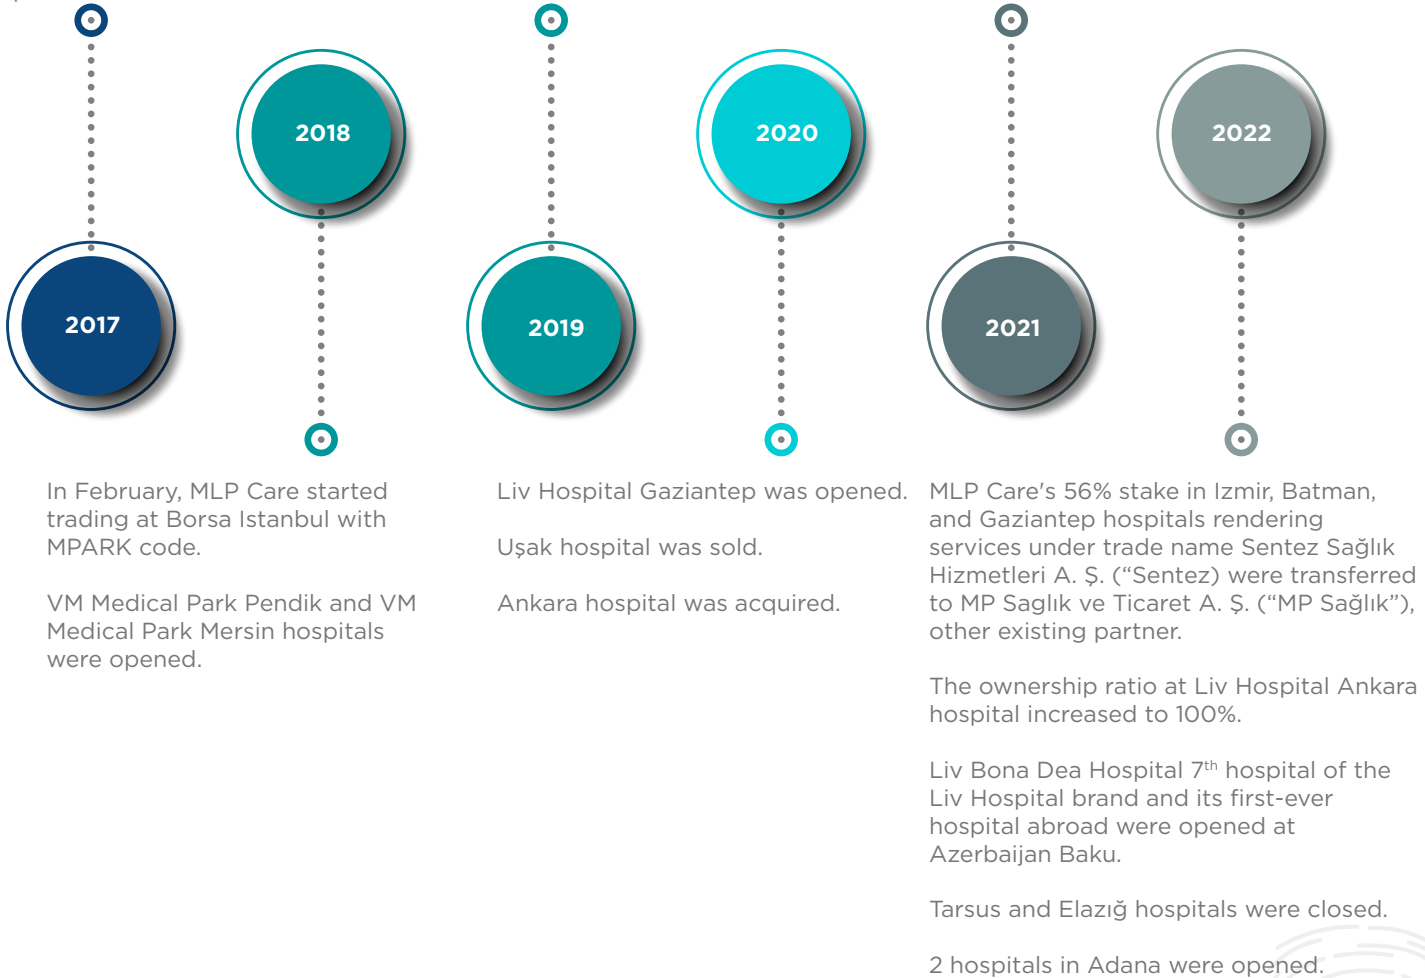 2018
2020
2022
2017
2019
2021
In February, MLP Care started
trading at Borsa Istanbul with
MPARK code.
VM Medical Park Pendik and VM
Medical Park Mersin hospitals
were opened.
Liv Hospital Gaziantep was opened.
Uşak hospital was sold.
Ankara hospital was acquired.
MLP Care's 56% stake in Izmir, Batman,
and Gaziantep hospitals rendering
services under trade name Sentez Sağlık
Hizmetleri A. Ş. (“Sentez) were transferred
to MP Saglık ve Ticaret A. Ş. (“MP Sağlık”),
other existing partner.
The ownership ratio at Liv Hospital Ankara
hospital increased to 100%.
Liv Bona Dea Hospital 7th hospital of the
Liv Hospital brand and its first-ever
hospital abroad were opened at
Azerbaijan Baku.
Tarsus and Elazığ hospitals were closed.
2 hospitals in Adana were opened.